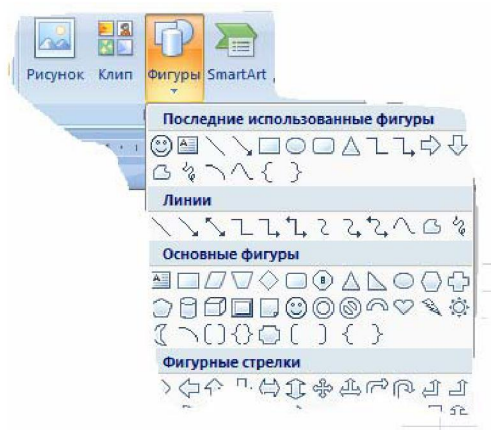 Рисунок Клип Фигуры SmartArt
Последние использованные фигуры
Линии
Основные фигуры
Фигурные стрелки